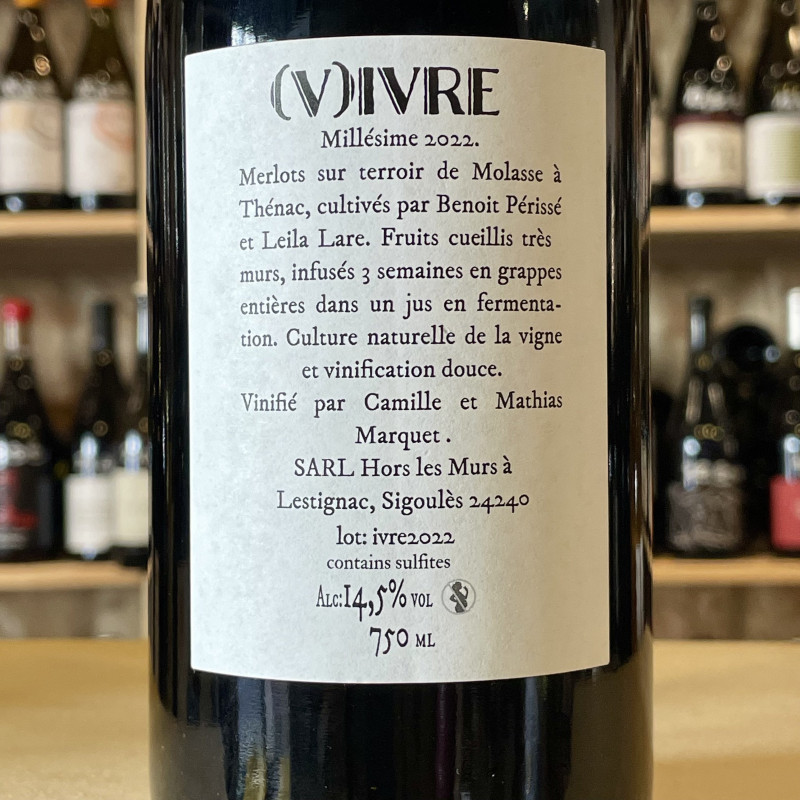 (V)IVRE
Millésime 2022.
Merlots sur terroir de Molasse à
Thénac, cultivés par Benoit Périssé
et Leila Lare. Fruits cueillis très
murs, infusés 3 semaines en grappes
entières dans un jus en fermenta-
tion. Culture naturelle de la vigne
et vinification douce.
Vinifié par Camille et Mathias
Marquet .
SARL Hors les Murs à
Lestignac, Sigoulès 24240
lot: ivre2022
contains sulfites
Alc:14,5% vol
750 ML